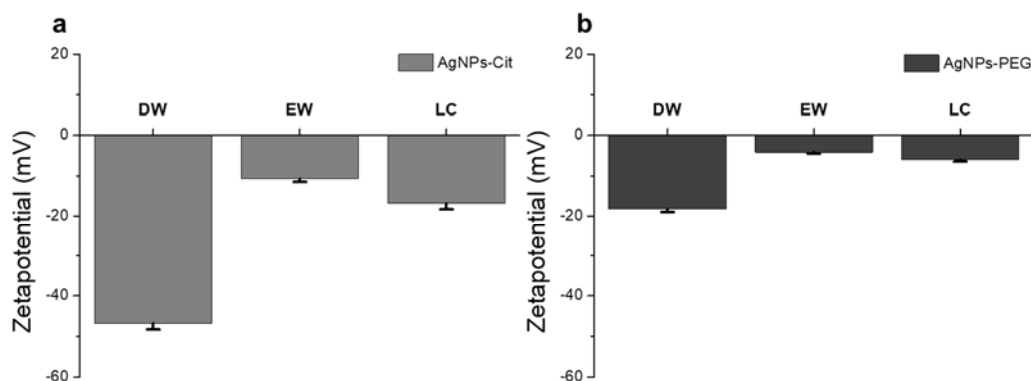 a
AgNPs-Cit
DW EW LC
20
0
-20
-40
-60
Zetapotential (mV)
b
AgNPs-PEG
DW EW LC
20
0
-20
-40
-60
Zetapotential (mV)